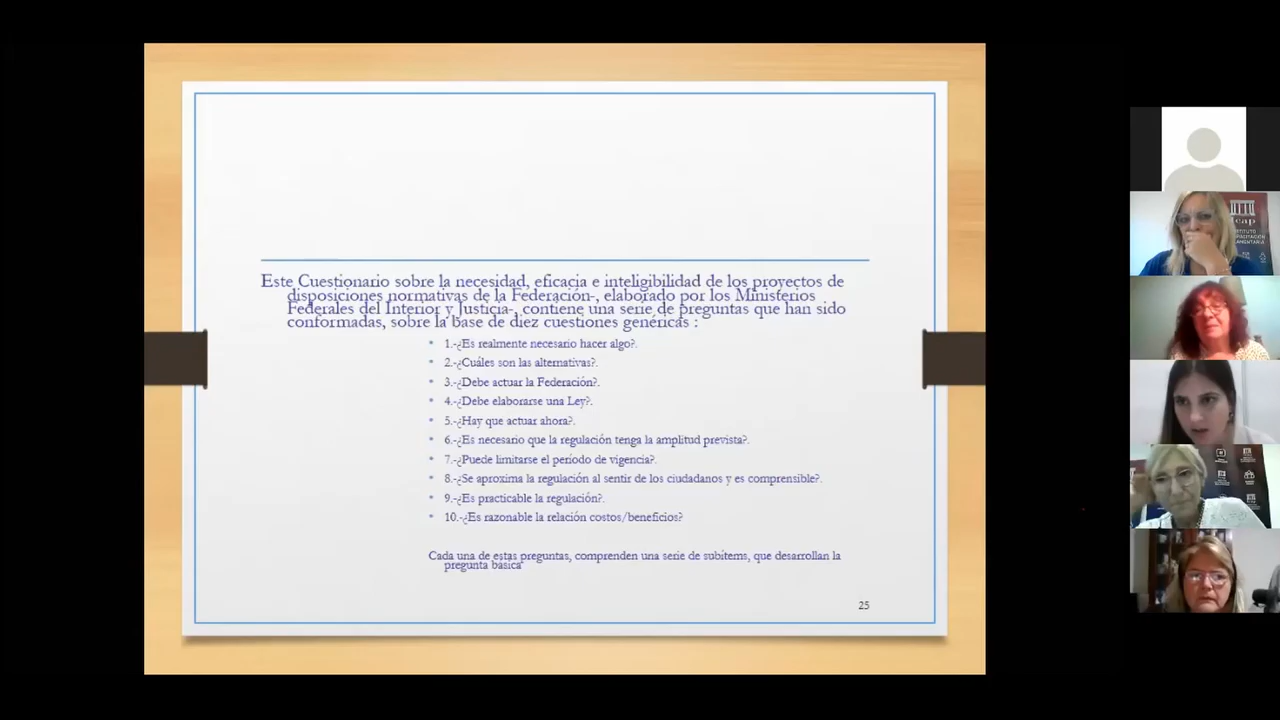 Este Cuestionario sobre la necesidad, eficacia e inteligibilidad de los proyectos de
disposiciones normativas de la Federación-, elaborado por los Ministerios
Federales del Interior y Justicia-, contiene una serie de preguntas que han sido
conformadas, sobre la base de diez cuestiones genéricas :
• 1.-¿Es realmente necesario hacer algo?.
• 2.-¿Cuáles son las alternativas?.
• 3.-¿Debe actuar la Federación?.
• 4.-¿Debe elaborarse una Ley?.
• 5.-¿Hay que actuar ahora?.
• 6.-¿Es necesario que la regulación tenga la amplitud prevista?.
• 7.-¿Puede limitarse el período de vigencia?.
• 8.-¿Se aproxima la regulación al sentir de los ciudadanos y es comprensible?.
• 9.-¿Es practicable la regulación?.
• 10.-¿Es razonable la relación costos/beneficios?
Cada una de estas preguntas, comprenden una serie de subítems, que desarrollan la
pregunta básica
25